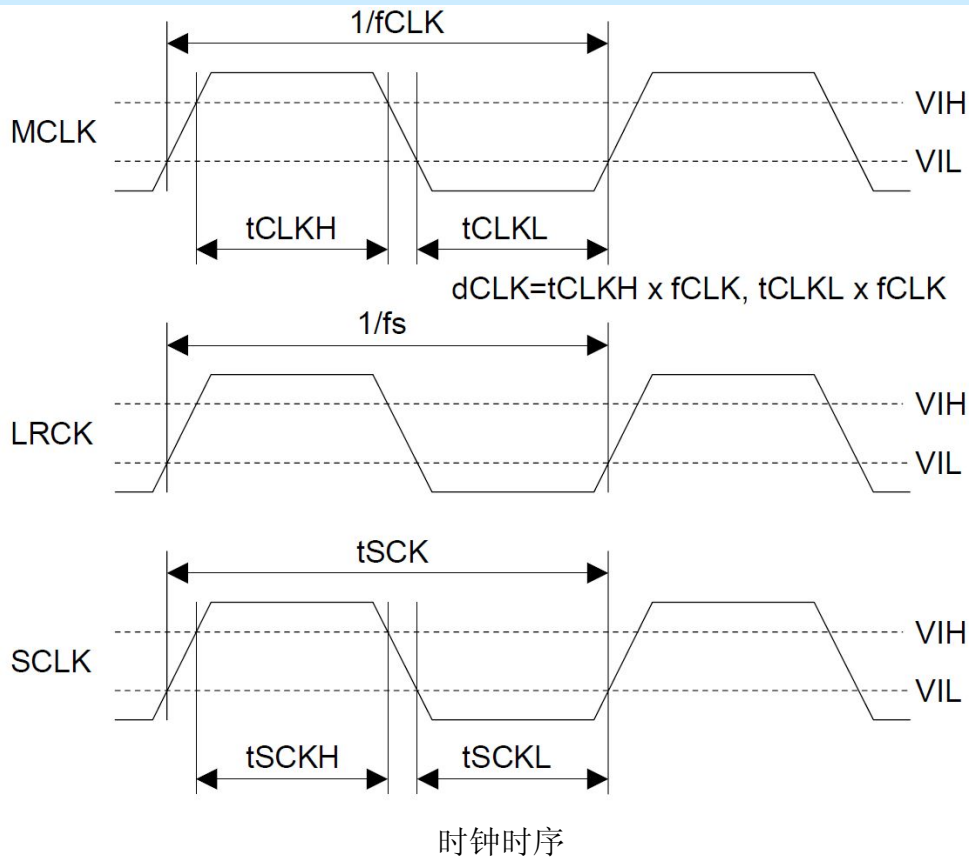 1/fCLK
VIH
MCLK
VIL
tCLKH
tCLKL
dCLK=tCLKH x fCLK, tCLKL x fCLK
1/fs
VIH
LRCK
VIL
tSCK
VIH
SCLK
VIL
tSCKH
tSCKL
时钟时序